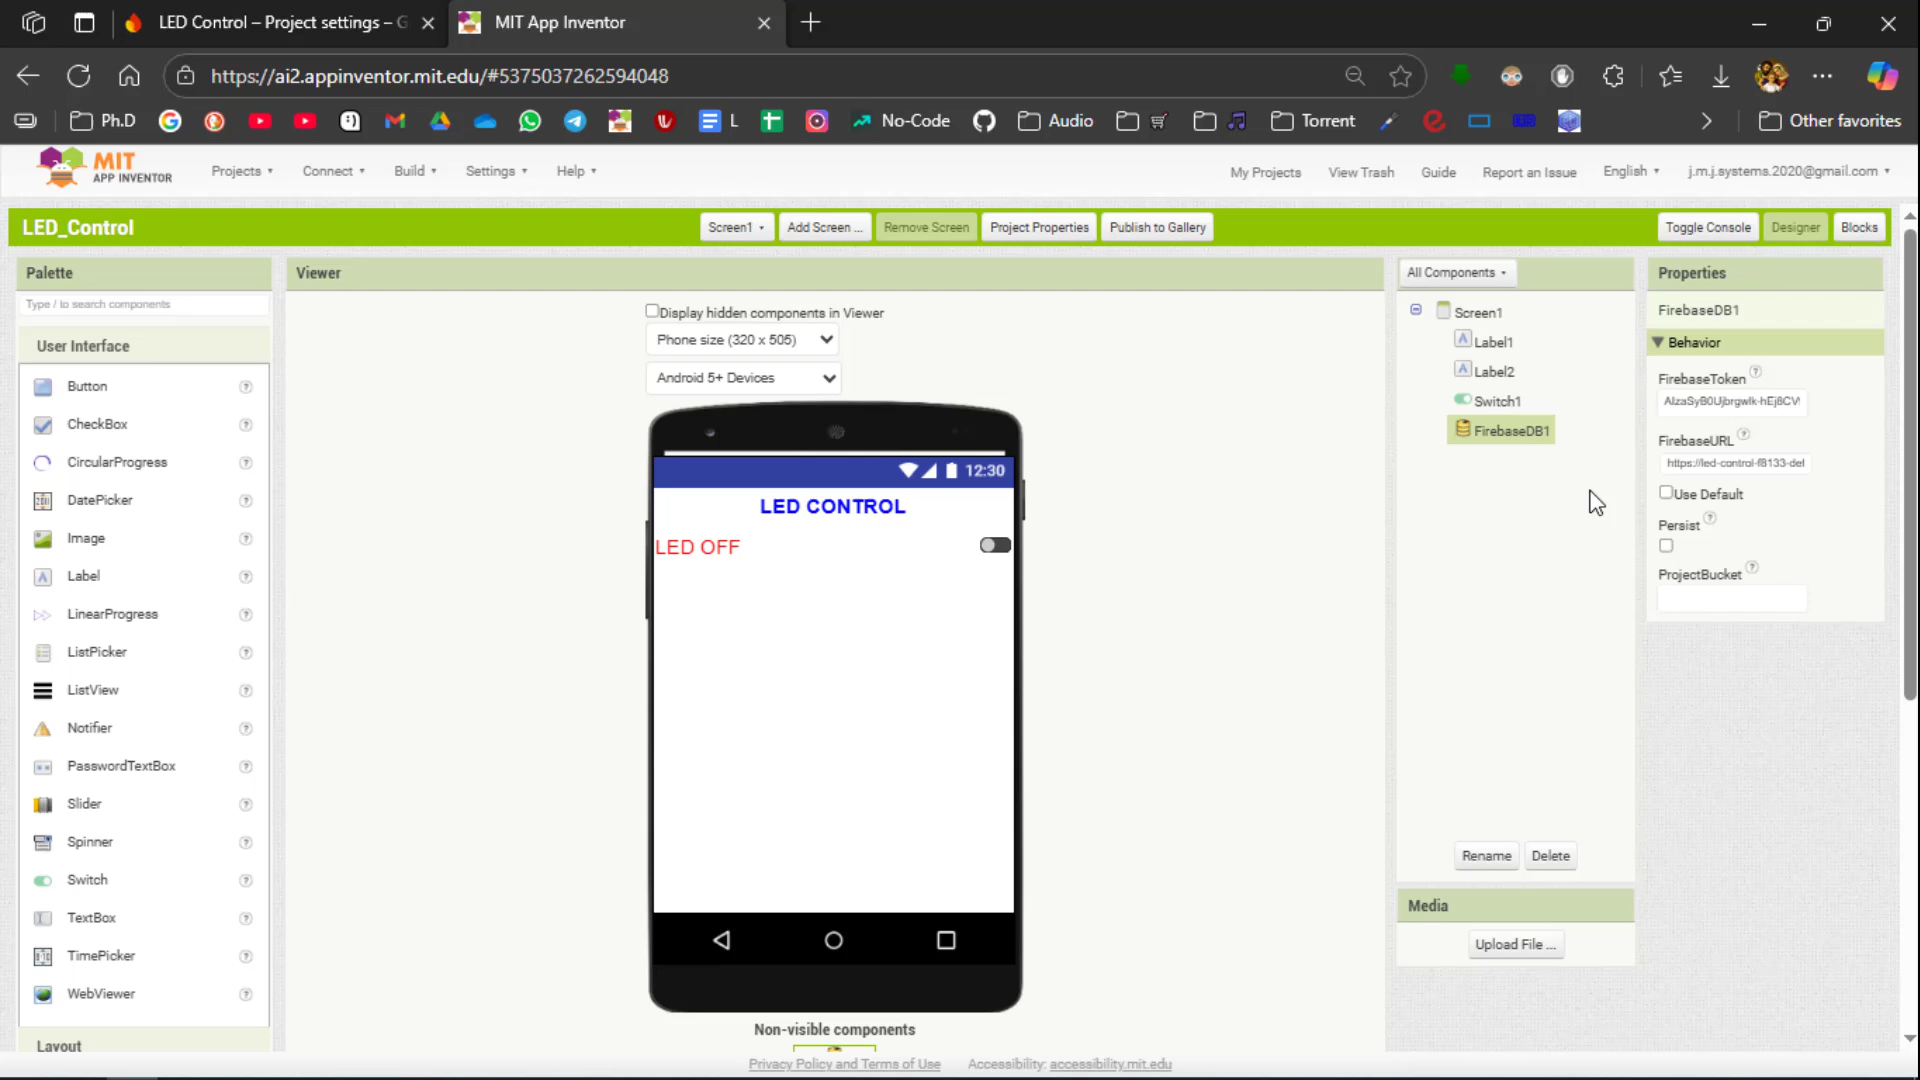 LED Control – Project settings – G
MIT App Inventor
https://ai2.appinventor.mit.edu/#5375037262594048
Ph.D
L
No-Code
Audio
Torrent
Other favorites
MIT
APP INVENTOR
Projects
Connect
Build
Settings
Help
My Projects
View Trash
Guide
Report an Issue
English
j.m.j.systems.2020@gmail.com
LED_Control
Screen1
Add Screen ...
Remove Screen
Project Properties
Publish to Gallery
Toggle Console
Designer
Blocks
Palette
Type / to search components
User Interface
Button
CheckBox
CircularProgress
DatePicker
Image
Label
LinearProgress
ListPicker
ListView
Notifier
PasswordTextBox
Slider
Spinner
Switch
TextBox
TimePicker
WebViewer
Layout
Viewer
Display hidden components in Viewer
Phone size (320 x 505)
Android 5+ Devices
12:30
LED CONTROL
LED OFF
Non-visible components
Privacy Policy and Terms of Use
Accessibility: accessibility.mit.edu
All Components
Screen1
Label1
Label2
Switch1
FirebaseDB1
Rename
Delete
Media
Upload File ...
Properties
FirebaseDB1
Behavior
FirebaseToken
FirebaseURL
https://led-control-f8133-def
Use Default
Persist
ProjectBucket